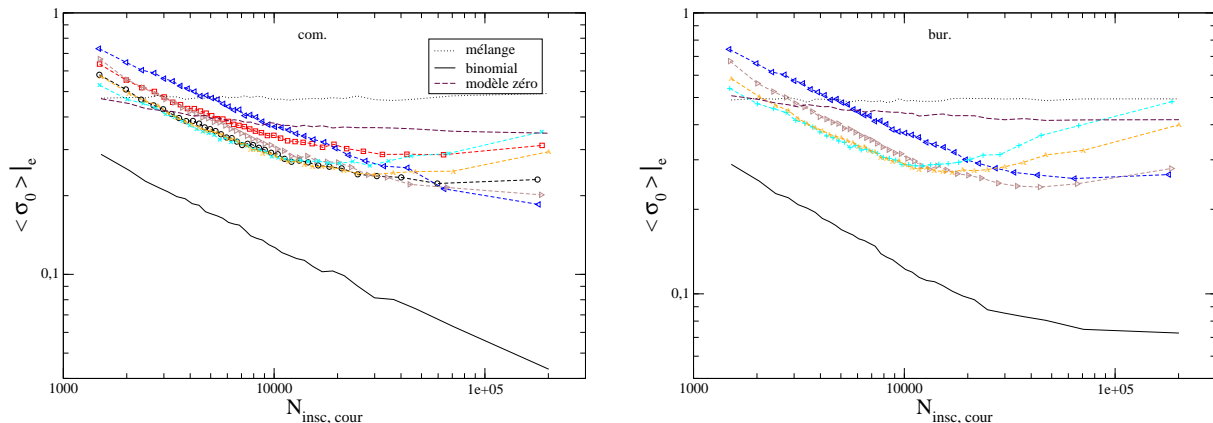 1
com.
mélange
binomial
modèle zéro
< σ0 > |e
0,1
1000
10000
1e+05
Ninsc, cour
1
bur.
< σ0 > |e
0,1
1000
10000
1e+05
Ninsc, cour